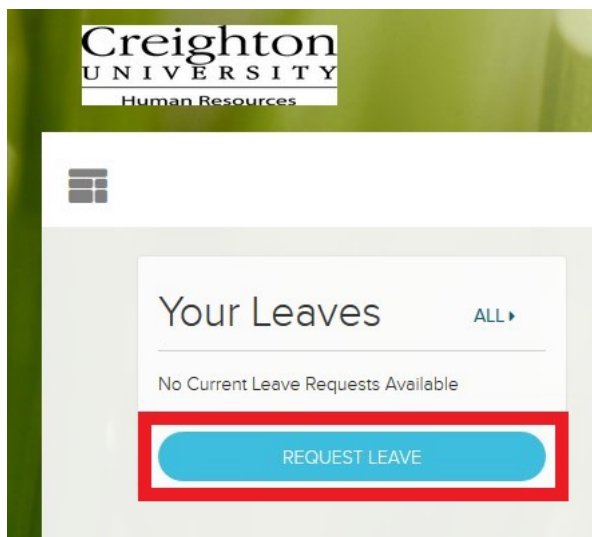 Creighton
UNIVERSITY
Human Resources
Your Leaves
ALL
No Current Leave Requests Available
REQUEST LEAVE